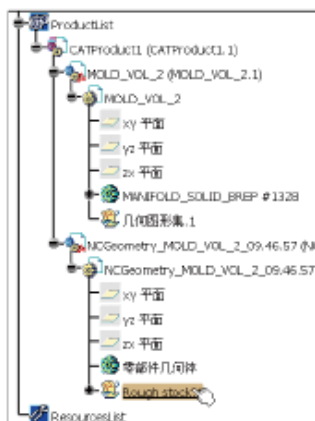 ProductList
CATProduct1 (CATProduct1.1)
MOLD_VOL_2 (MOLD_VOL_2.1)
MOLD_VOL_2
xy 平面
yz 平面
zx 平面
MANIFOLD_SOLID_BREP #1328
几何图形集.1
NCGeometry_MOLD_VOL_2_09.46.57
NCGeometry_MOLD_VOL_2_09.46.57
xy 平面
yz 平面
zx 平面
零部件几何体
Rough stock
ResourcesList